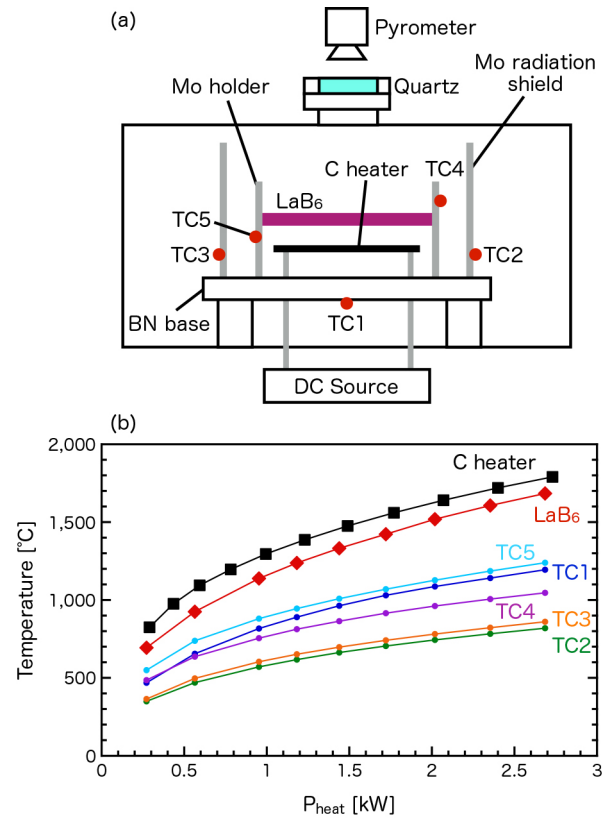 (a)
Pyrometer
Quartz
Mo holder
Mo radiation
shield
C heater
TC4
LaB₆
TC5
TC3
TC2
BN base
TC1
DC Source
(b)
2,000
1,500
1,000
500
0
Temperature [℃]
C heater
LaB₆
TC5
TC1
TC4
TC3
TC2
0
0.5
1
1.5
2
2.5
3
P_heat [kW]